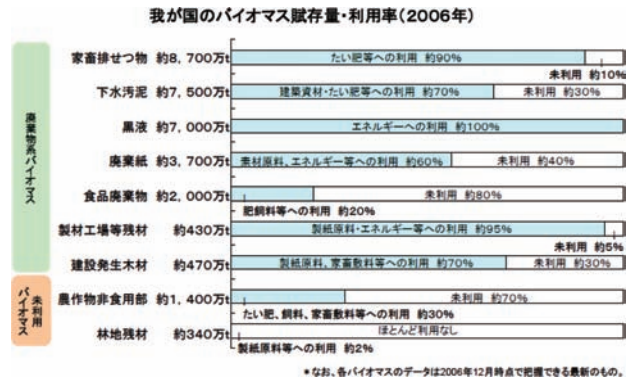 我が国のバイオマス賦存量・利用率(2006年)
廃棄物系バイオマス
家畜排せつ物 約8,700万t たい肥等への利用 約90%
未利用 約10%
下水汚泥 約7,500万t 建築資材・たい肥等への利用 約70% 未利用 約30%
黒液 約7,000万t エネルギーへの利用 約100%
廃棄紙 約3,700万t 素材原料、エネルギー等への利用 約60% 未利用 約40%
食品廃棄物 約2,000万t 未利用 約80%
肥飼料等への利用 約20%
製材工場等残材 約430万t 製紙原料・エネルギー等への利用 約95%
未利用 約5%
建設発生木材 約470万t 製紙原料、家畜敷料等への利用 約70% 未利用 約30%
未利用バイオマス
農作物非食用部 約1,400万t 未利用 約70%
たい肥、飼料、家畜敷料等への利用 約30%
林地残材 約340万t ほとんど利用なし
製紙原料等への利用 約2%
*なお、各バイオマスのデータは2006年12月時点で把握できる最新のもの。